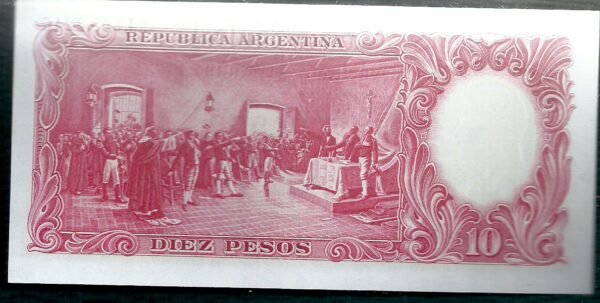 REPUBLICA ARGENTINA
DIEZ PESOS
10